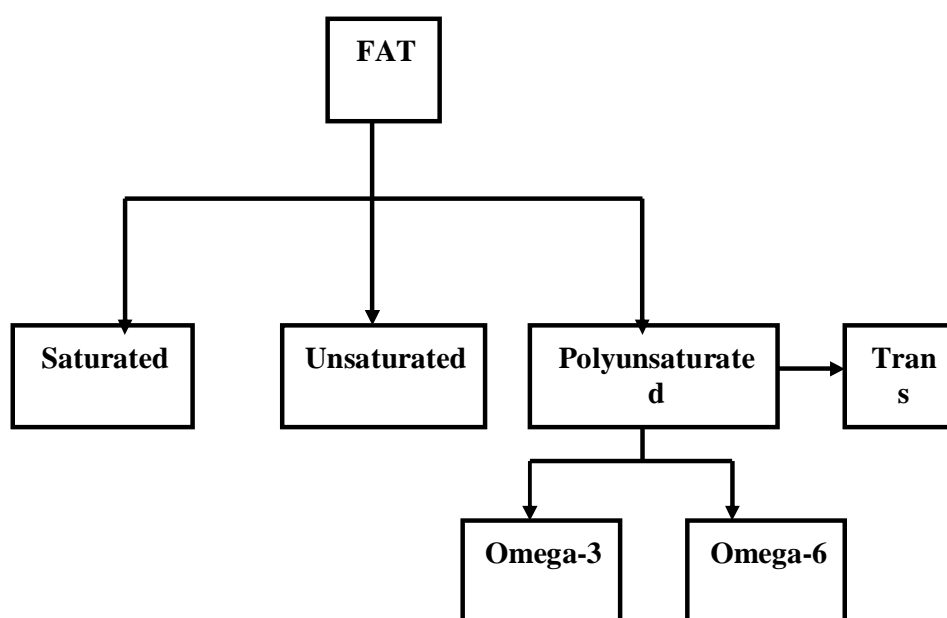 FAT
Saturated
Unsaturated
Polyunsaturate
d
Tran
s
Omega-3
Omega-6